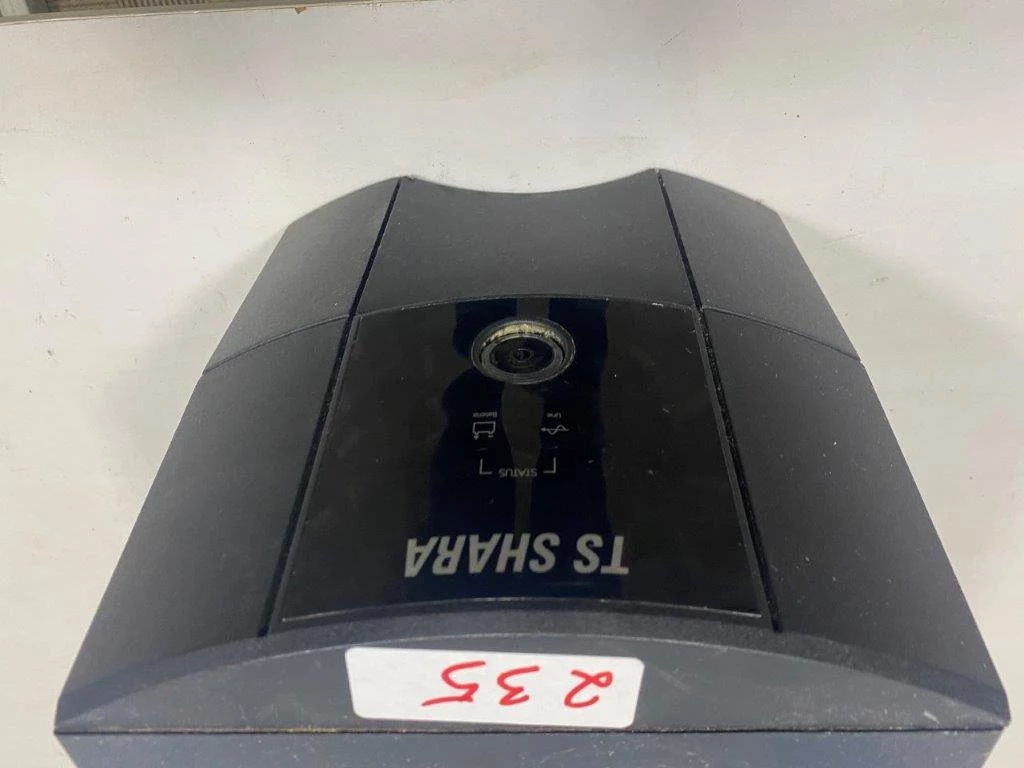 235
TS SHARA
STATUS
Line Bateria